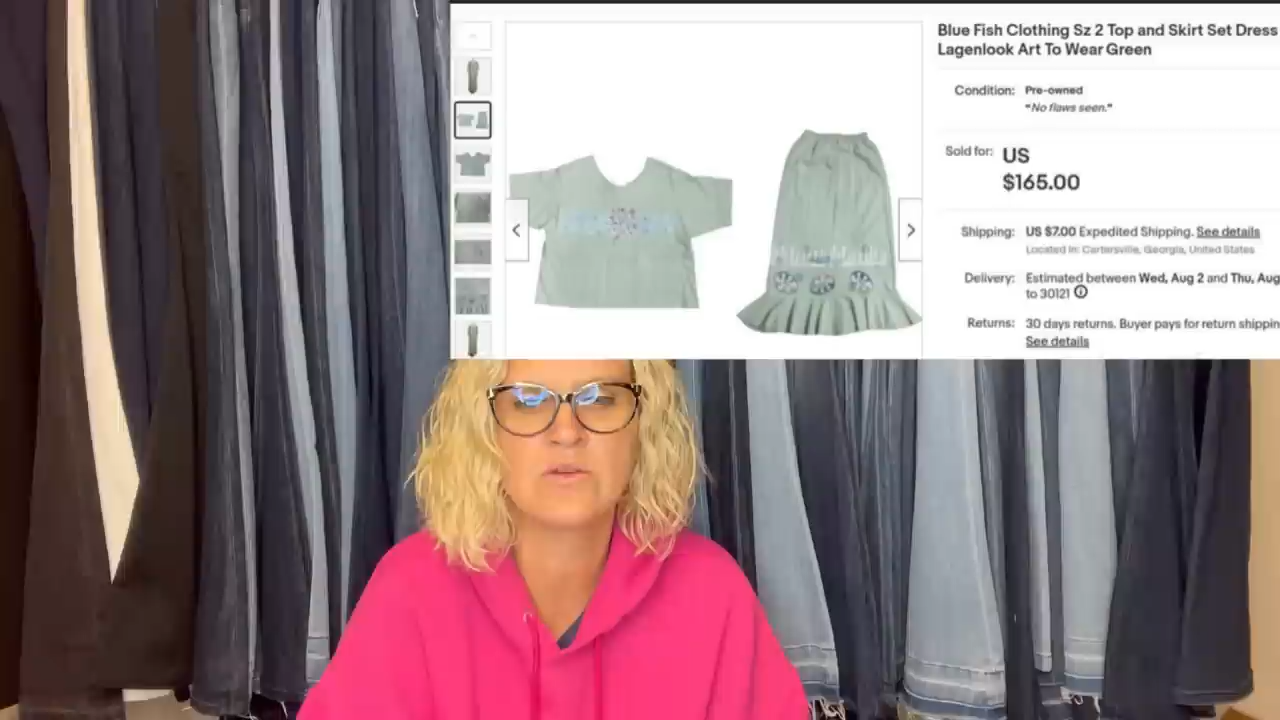 Blue Fish Clothing Sz 2 Top and Skirt Set Dress
Lagenlook Art To Wear Green
Condition: Pre-owned
"No flaws seen."
Sold for: US
$165.00
Shipping: US $7.00 Expedited Shipping. See details
Located in: Cartersville, Georgia, United States
Delivery: Estimated between Wed, Aug 2 and Thu, Aug
to 30121
Returns: 30 days returns. Buyer pays for return shippin
See details